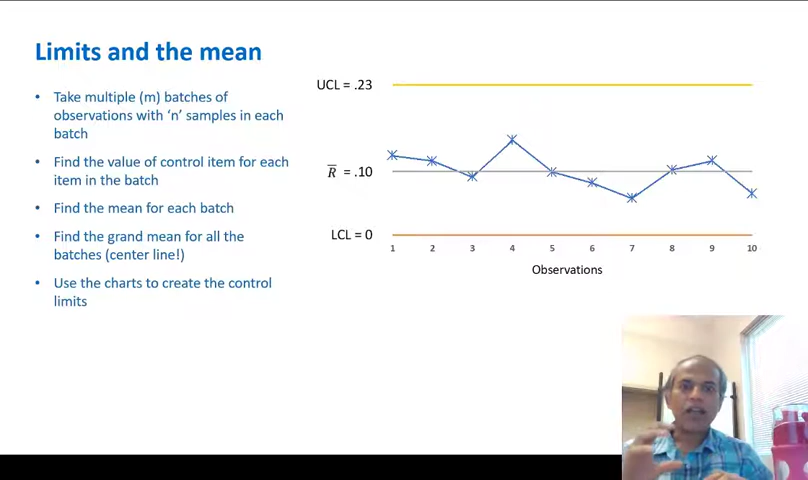 Limits and the mean
• Take multiple (m) batches of
observations with ‘n’ samples in each
batch
• Find the value of control item for each
item in the batch
• Find the mean for each batch
• Find the grand mean for all the
batches (center line!)
• Use the charts to create the control
limits
UCL = .23
R̅ = .10
LCL = 0
1 2 3 4 5 6 7 8 9 10
Observations